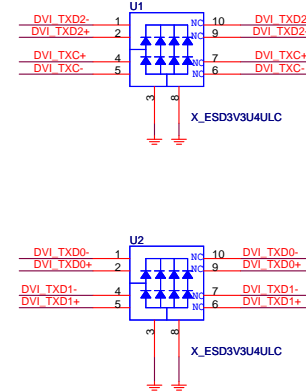 U1
DVI_TXD2- 1 NC 10 DVI_TXD2
DVI_TXD2+ 2 NC 9 DVI_TXD2-
DVI_TXC+ 4 NC 7 DVI_TXC+
DVI_TXC- 5 NC 6 DVI_TXC-
3 8
X_ESD3V3U4ULC
U2
DVI_TXD0- 1 NC 10 DVI_TXD0-
DVI_TXD0+ 2 NC 9 DVI_TXD0+
DVI_TXD1- 4 NC 7 DVI_TXD1-
DVI_TXD1+ 5 NC 6 DVI_TXD1+
3 8
X_ESD3V3U4ULC